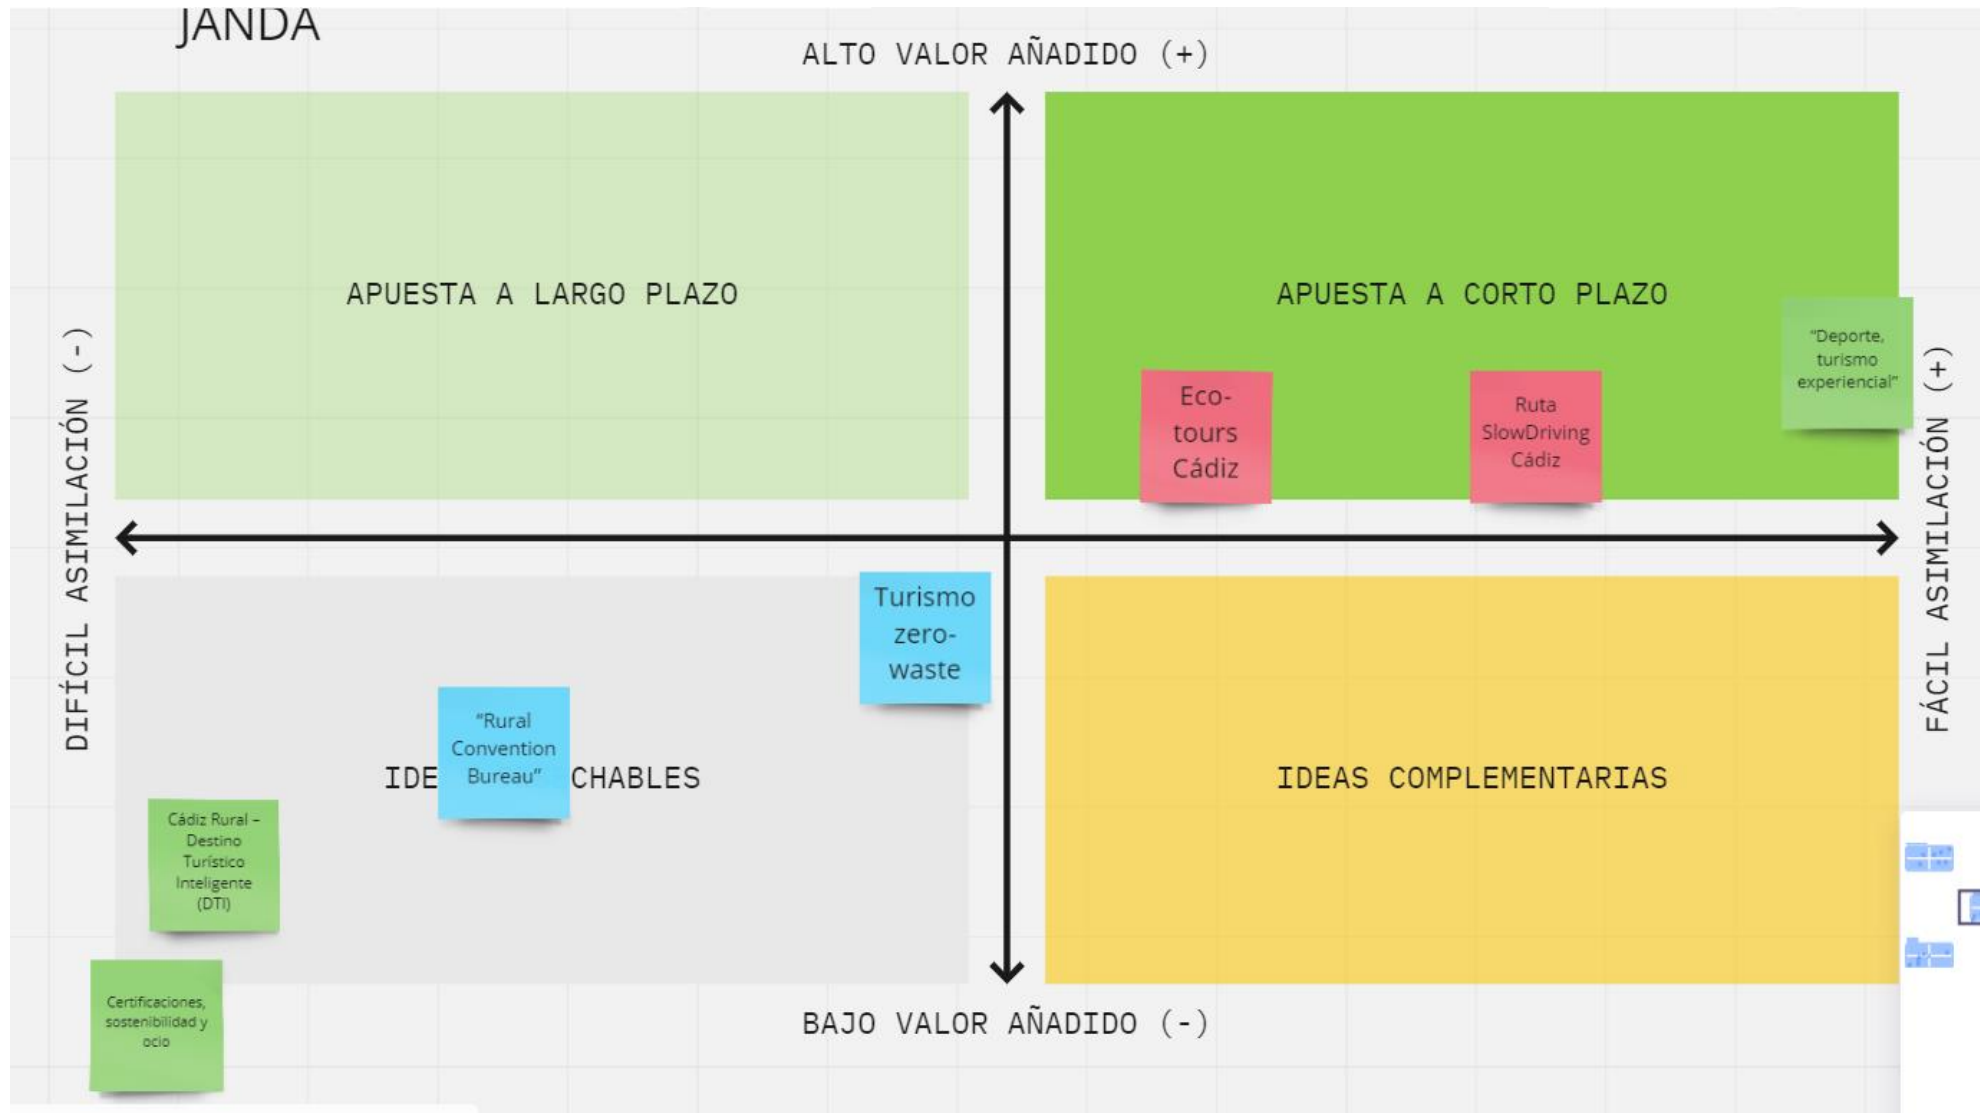 JANDA
ALTO VALOR AÑADIDO (+)
APUESTA A LARGO PLAZO
APUESTA A CORTO PLAZO
"Deporte,
turismo
experiencial"
Eco-
tours
Cádiz
Ruta
SlowDriving
Cádiz
DIFÍCIL ASIMILACIÓN (-)
FÁCIL ASIMILACIÓN (+)
Turismo
zero-
waste
"Rural
Convention
Bureau"
IDE CHABLES
IDEAS COMPLEMENTARIAS
Cádiz Rural –
Destino
Turístico
Inteligente
(DTI)
Certificaciones,
sostenibilidad y
ocio
BAJO VALOR AÑADIDO (-)